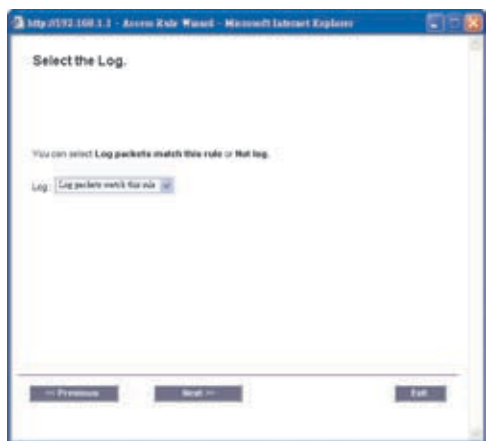 http://192.168.1.1 - Access Rule Wizard - Microsoft Internet Explorer
Select the Log.
You can select Log packets match this rule or Not log.
Log: Log packets match this rule
<< Previous
Next >>
Exit